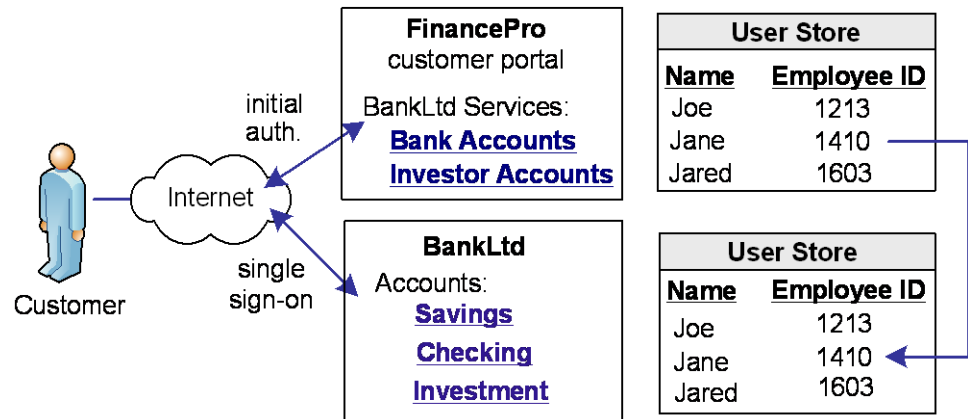 FinancePro
customer portal
BankLtd Services:
Bank Accounts
Investor Accounts
User Store
Name Employee ID
Joe 1213
Jane 1410
Jared 1603
initial
auth.
Internet
Customer
single
sign-on
BankLtd
Accounts:
Savings
Checking
Investment
User Store
Name Employee ID
Joe 1213
Jane 1410
Jared 1603